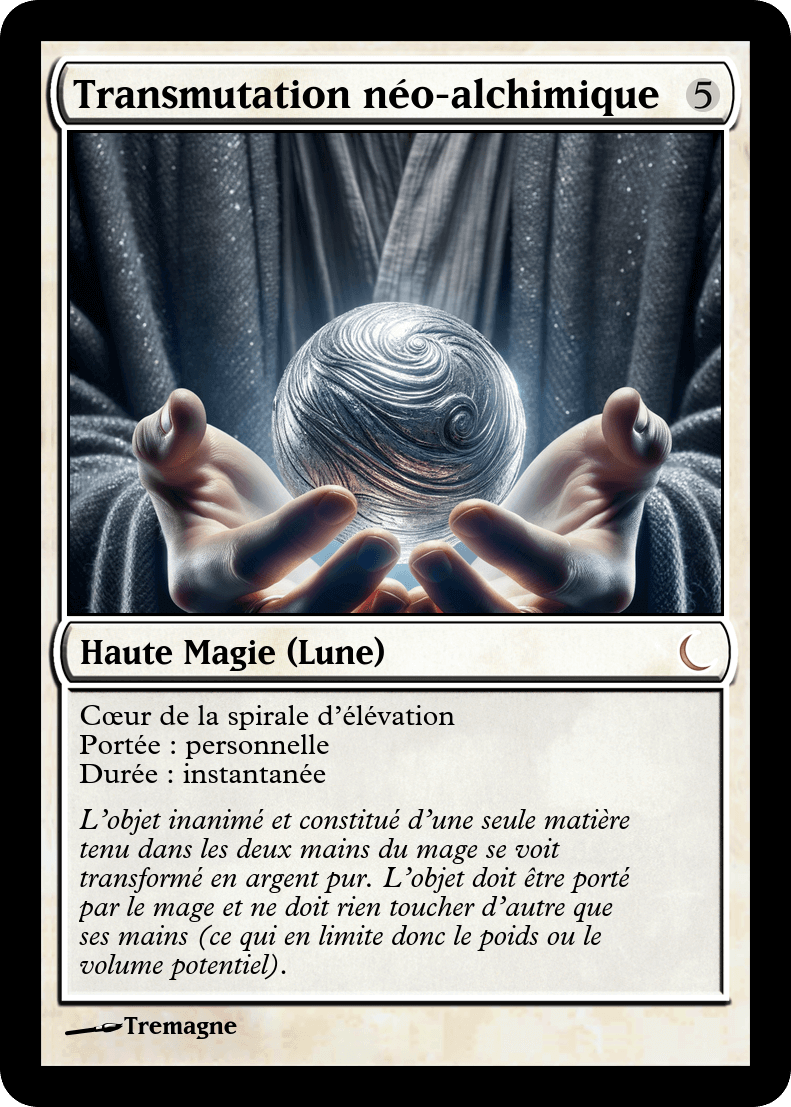 Transmutation néo-alchimique 5
Haute Magie (Lune)
Cœur de la spirale d'élévation
Portée : personnelle
Durée : instantanée
L'objet inanimé et constitué d'une seule matière
tenu dans les deux mains du mage se voit
transformé en argent pur. L'objet doit être porté
par le mage et ne doit rien toucher d'autre que
ses mains (ce qui en limite donc le poids ou le
volume potentiel).
Tremagne